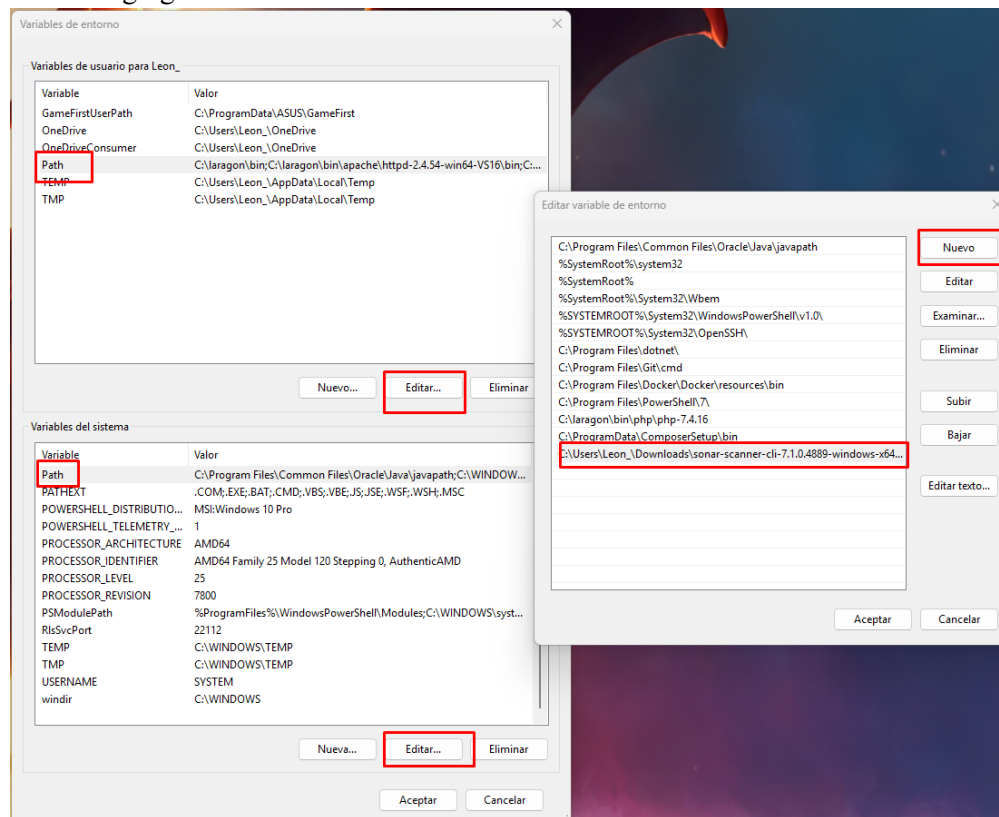 Variables de entorno
Variables de usuario para Leon_
Variable Valor
GameFirstUserPath C:\ProgramData\ASUS\GameFirst
OneDrive C:\Users\Leon_\OneDrive
OneDriveConsumer C:\Users\Leon_\OneDrive
Path C:\laragon\bin;C:\laragon\bin\apache\httpd-2.4.54-win64-VS16\bin;C:...
TEMP C:\Users\Leon_\AppData\Local\Temp
TMP C:\Users\Leon_\AppData\Local\Temp
Nuevo... Editar... Eliminar
Variables del sistema
Variable Valor
Path C:\Program Files\Common Files\Oracle\Java\javapath;C:\WINDOW...
PATHEXT .COM;.EXE;.BAT;.CMD;.VBS;.VBE;.JS;.JSE;.WSF;.WSH;.MSC
POWERSHELL_DISTRIBUTIO... MSI:Windows 10 Pro
POWERSHELL_TELEMETRY_... 1
PROCESSOR_ARCHITECTURE AMD64
PROCESSOR_IDENTIFIER AMD64 Family 25 Model 120 Stepping 0, AuthenticAMD
PROCESSOR_LEVEL 25
PROCESSOR_REVISION 7800
PSModulePath %ProgramFiles%\WindowsPowerShell\Modules;C:\WINDOWS\syst...
RlsSvcPort 22112
TEMP C:\WINDOWS\TEMP
TMP C:\WINDOWS\TEMP
USERNAME SYSTEM
windir C:\WINDOWS
Nueva... Editar... Eliminar
Aceptar Cancelar
Editar variable de entorno
C:\Program Files\Common Files\Oracle\Java\javapath
%SystemRoot%\system32
%SystemRoot%
%SystemRoot%\System32\Wbem
%SYSTEMROOT%\System32\WindowsPowerShell\v1.0\
%SYSTEMROOT%\System32\OpenSSH\
C:\Program Files\dotnet\
C:\Program Files\Git\cmd
C:\Program Files\Docker\Docker\resources\bin
C:\Program Files\PowerShell\7\
C:\laragon\bin\php\php-7.4.16
C:\ProgramData\ComposerSetup\bin
C:\Users\Leon_\Downloads\sonar-scanner-cli-7.1.0.4889-windows-x64...
Nuevo
Editar
Examinar...
Eliminar
Subir
Bajar
Editar texto...
Aceptar Cancelar